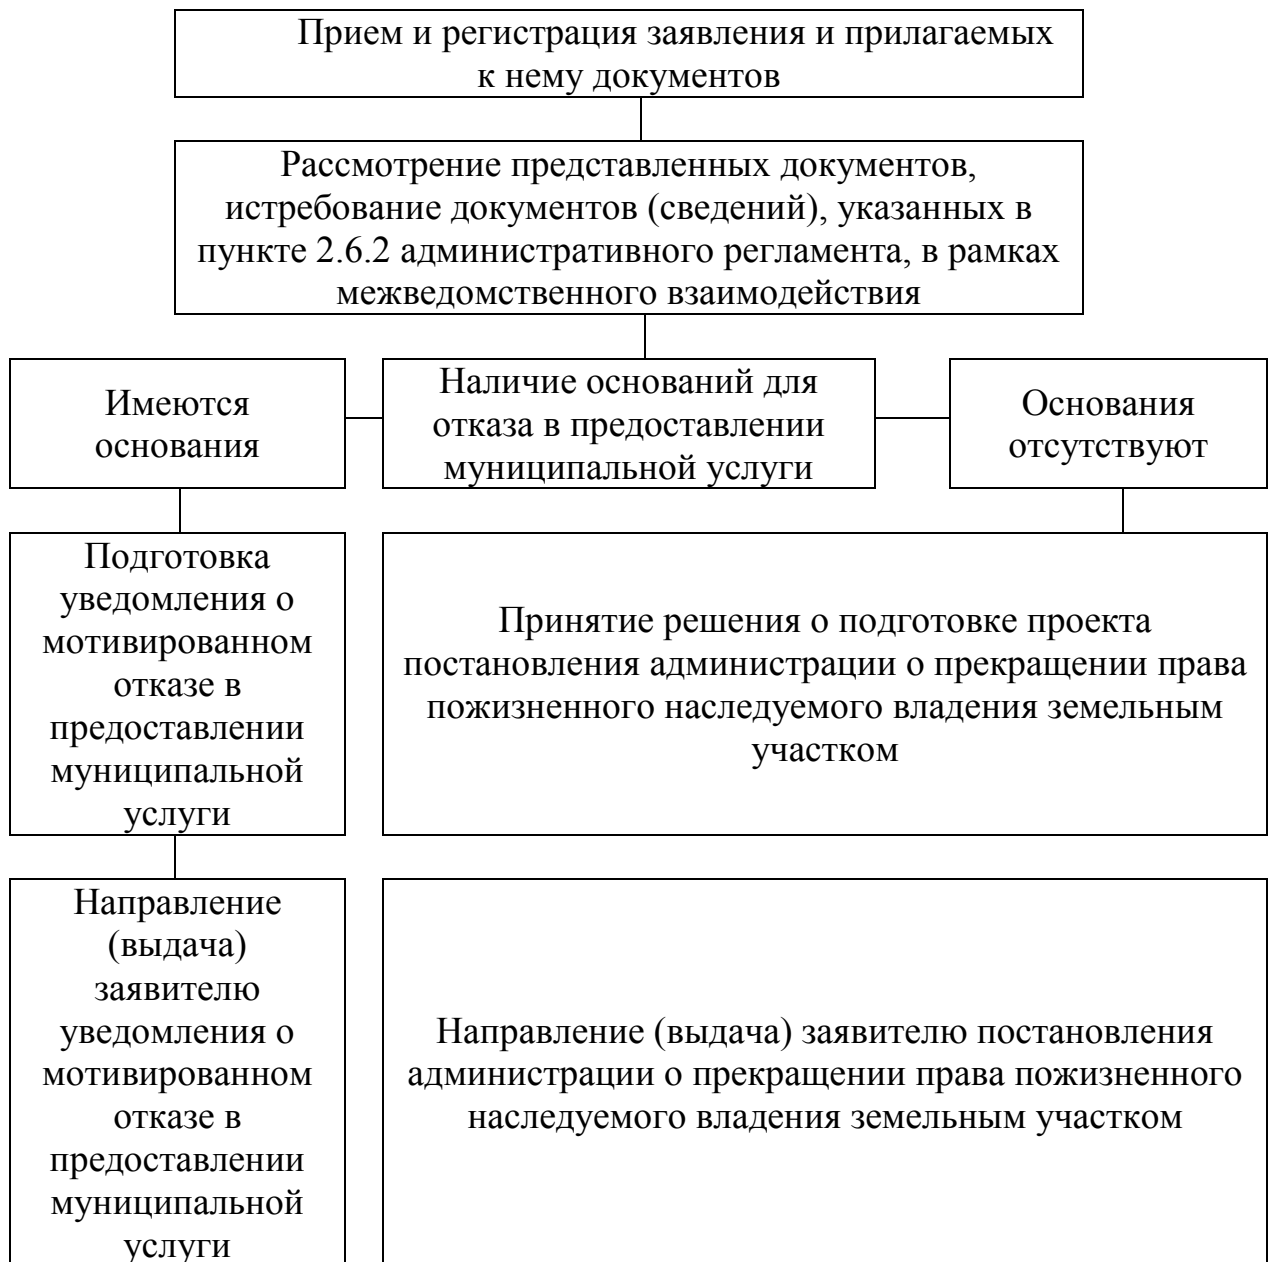 Прием и регистрация заявления и прилагаемых
к нему документов
Рассмотрение представленных документов,
истребование документов (сведений), указанных в
пункте 2.6.2 административного регламента, в рамках
межведомственного взаимодействия
Имеются
основания
Наличие оснований для
отказа в предоставлении
муниципальной услуги
Основания
отсутствуют
Подготовка
уведомления о
мотивированном
отказе в
предоставлении
муниципальной
услуги
Принятие решения о подготовке проекта
постановления администрации о прекращении права
пожизненного наследуемого владения земельным
участком
Направление
(выдача)
заявителю
уведомления о
мотивированном
отказе в
предоставлении
муниципальной
услуги
Направление (выдача) заявителю постановления
администрации о прекращении права пожизненного
наследуемого владения земельным участком